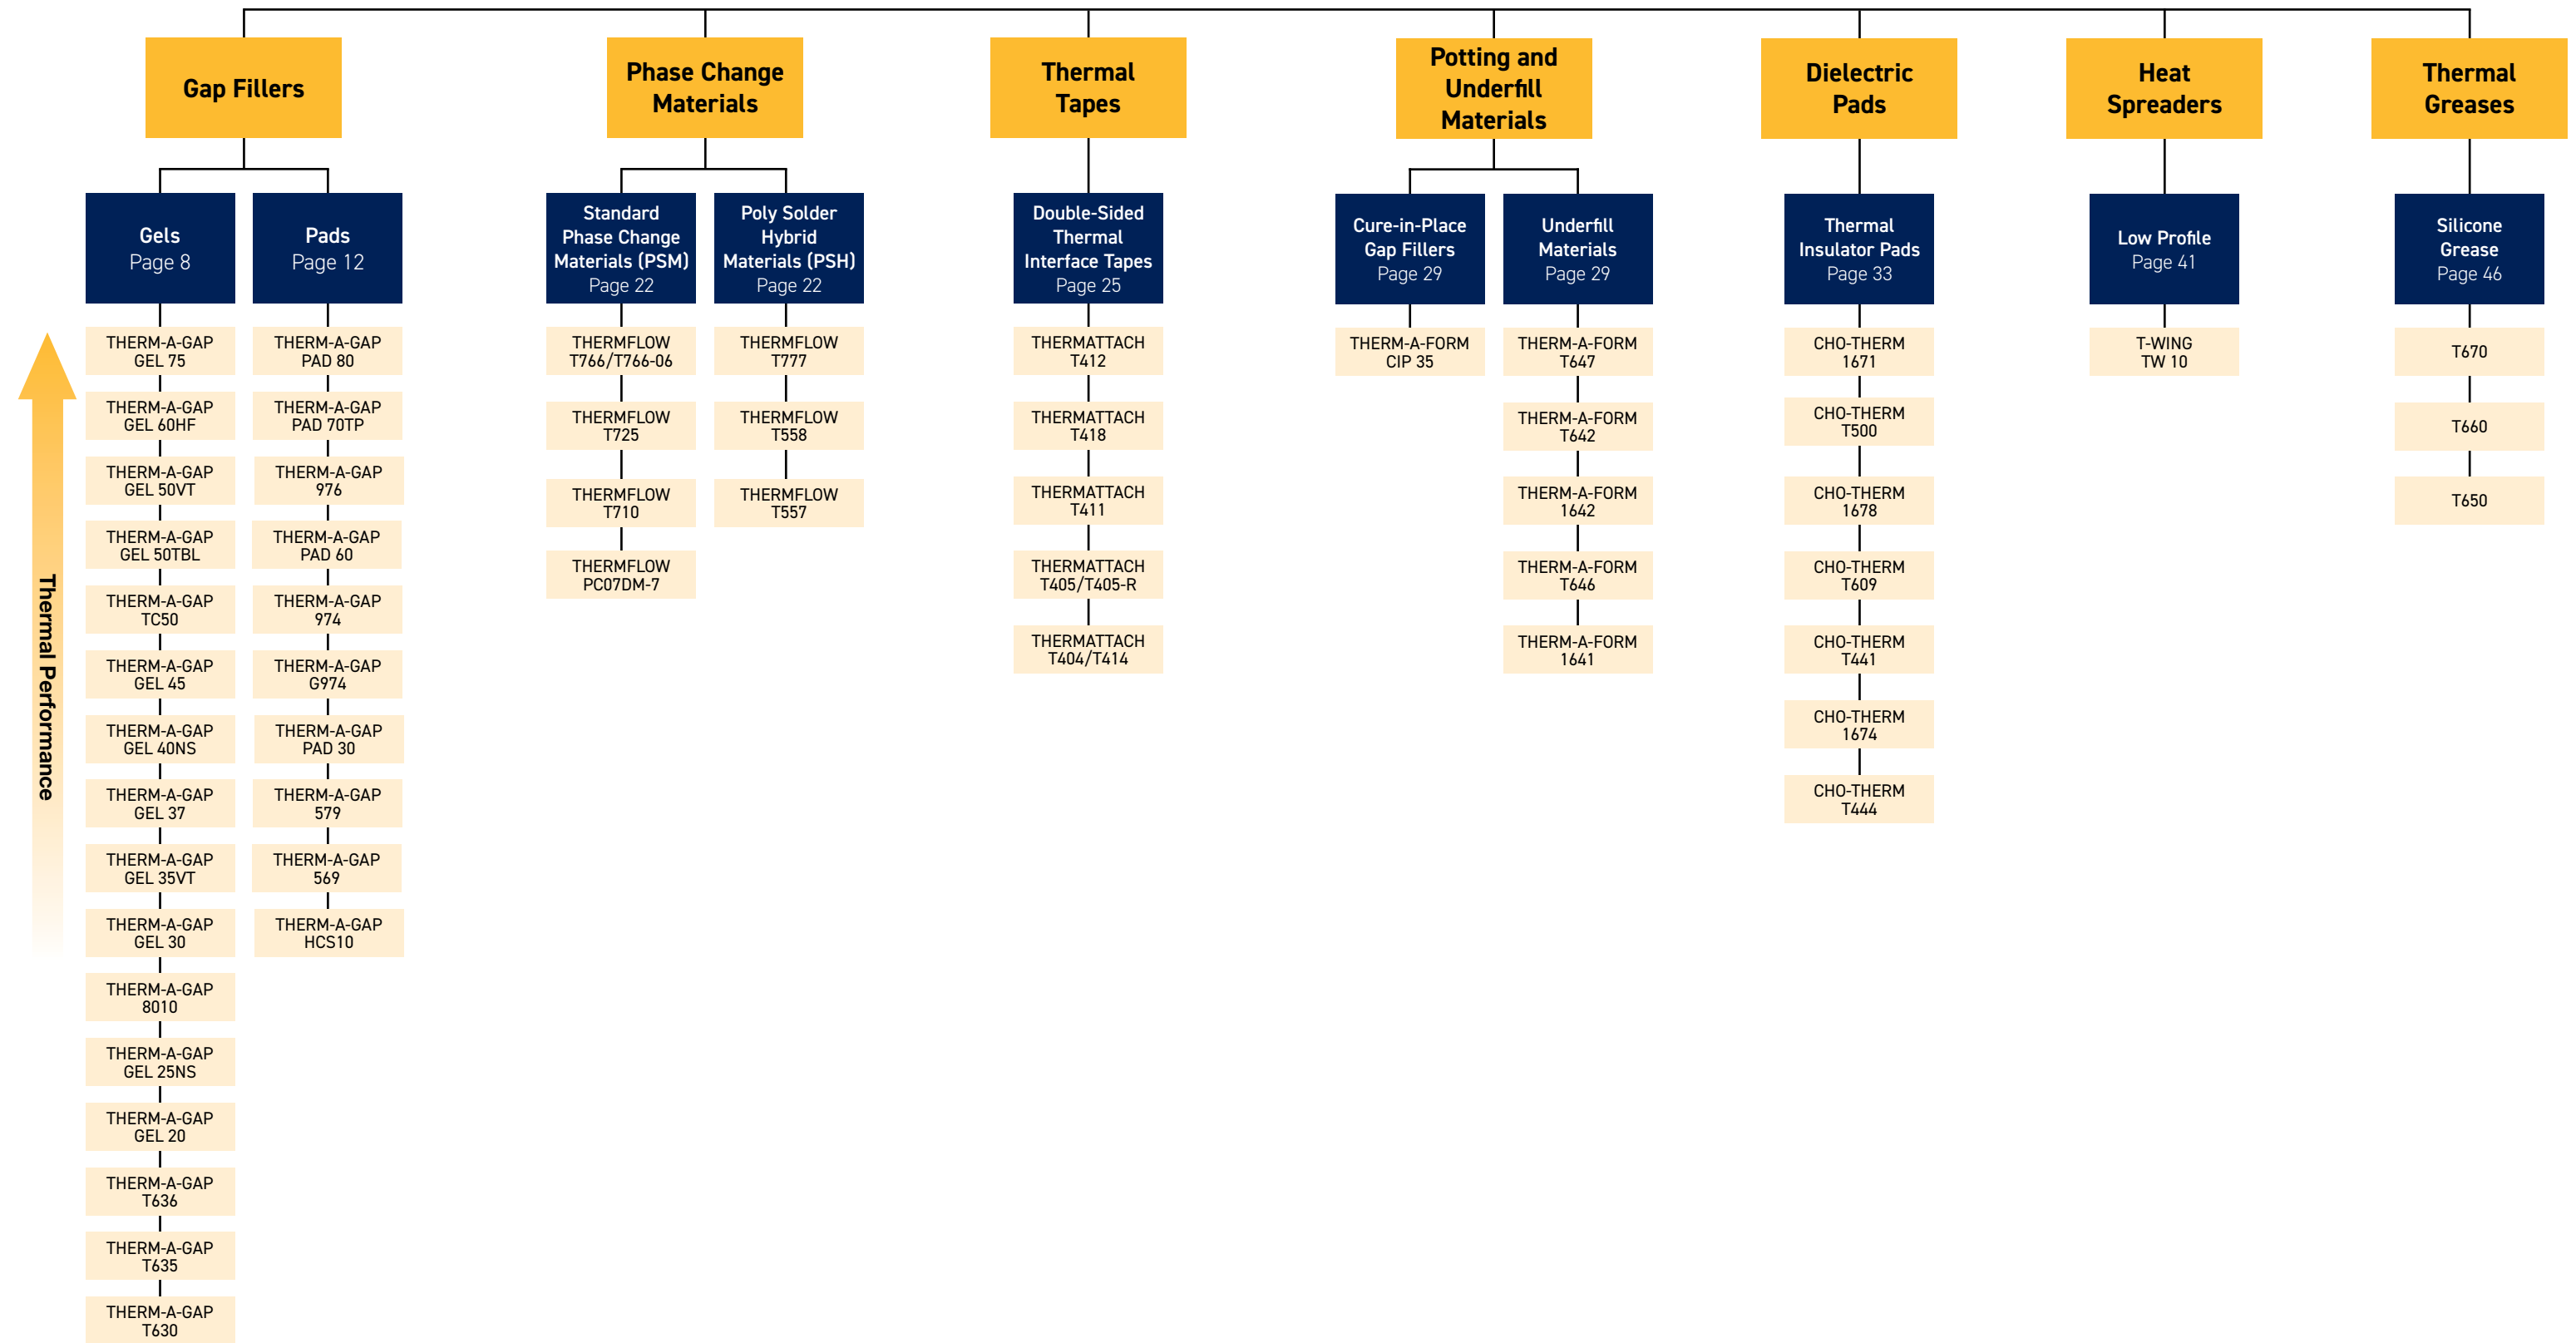 Gap Fillers
Phase Change
Materials
Thermal
Tapes
Potting and
Underfill
Materials
Dielectric
Pads
Heat
Spreaders
Thermal
Greases
Gels
Page 8
Pads
Page 12
Standard
Phase Change
Materials (PSM)
Page 22
Poly Solder
Hybrid
Materials (PSH)
Page 22
Double-Sided
Thermal
Interface Tapes
Page 25
Cure-in-Place
Gap Fillers
Page 29
Underfill
Materials
Page 29
Thermal
Insulator Pads
Page 33
Low Profile
Page 41
Silicone
Grease
Page 46
Thermal Performance
THERM-A-GAP
GEL 75
THERM-A-GAP
GEL 60HF
THERM-A-GAP
GEL 50VT
THERM-A-GAP
GEL 50TBL
THERM-A-GAP
TC50
THERM-A-GAP
GEL 45
THERM-A-GAP
GEL 40NS
THERM-A-GAP
GEL 37
THERM-A-GAP
GEL 35VT
THERM-A-GAP
GEL 30
THERM-A-GAP
8010
THERM-A-GAP
GEL 25NS
THERM-A-GAP
GEL 20
THERM-A-GAP
T636
THERM-A-GAP
T635
THERM-A-GAP
T630
THERM-A-GAP
PAD 80
THERM-A-GAP
PAD 70TP
THERM-A-GAP
976
THERM-A-GAP
PAD 60
THERM-A-GAP
974
THERM-A-GAP
G974
THERM-A-GAP
PAD 30
THERM-A-GAP
579
THERM-A-GAP
569
THERM-A-GAP
HCS10
THERMFLOW
T766/T766-06
THERMFLOW
T725
THERMFLOW
T710
THERMFLOW
PC07DM-7
THERMFLOW
T777
THERMFLOW
T558
THERMFLOW
T557
THERMATTACH
T412
THERMATTACH
T418
THERMATTACH
T411
THERMATTACH
T405/T405-R
THERMATTACH
T404/T414
THERM-A-FORM
CIP 35
THERM-A-FORM
T647
THERM-A-FORM
T642
THERM-A-FORM
1642
THERM-A-FORM
T646
THERM-A-FORM
1641
CHO-THERM
1671
CHO-THERM
T500
CHO-THERM
1678
CHO-THERM
T609
CHO-THERM
T441
CHO-THERM
1674
CHO-THERM
T444
T-WING
TW 10
T670
T660
T650